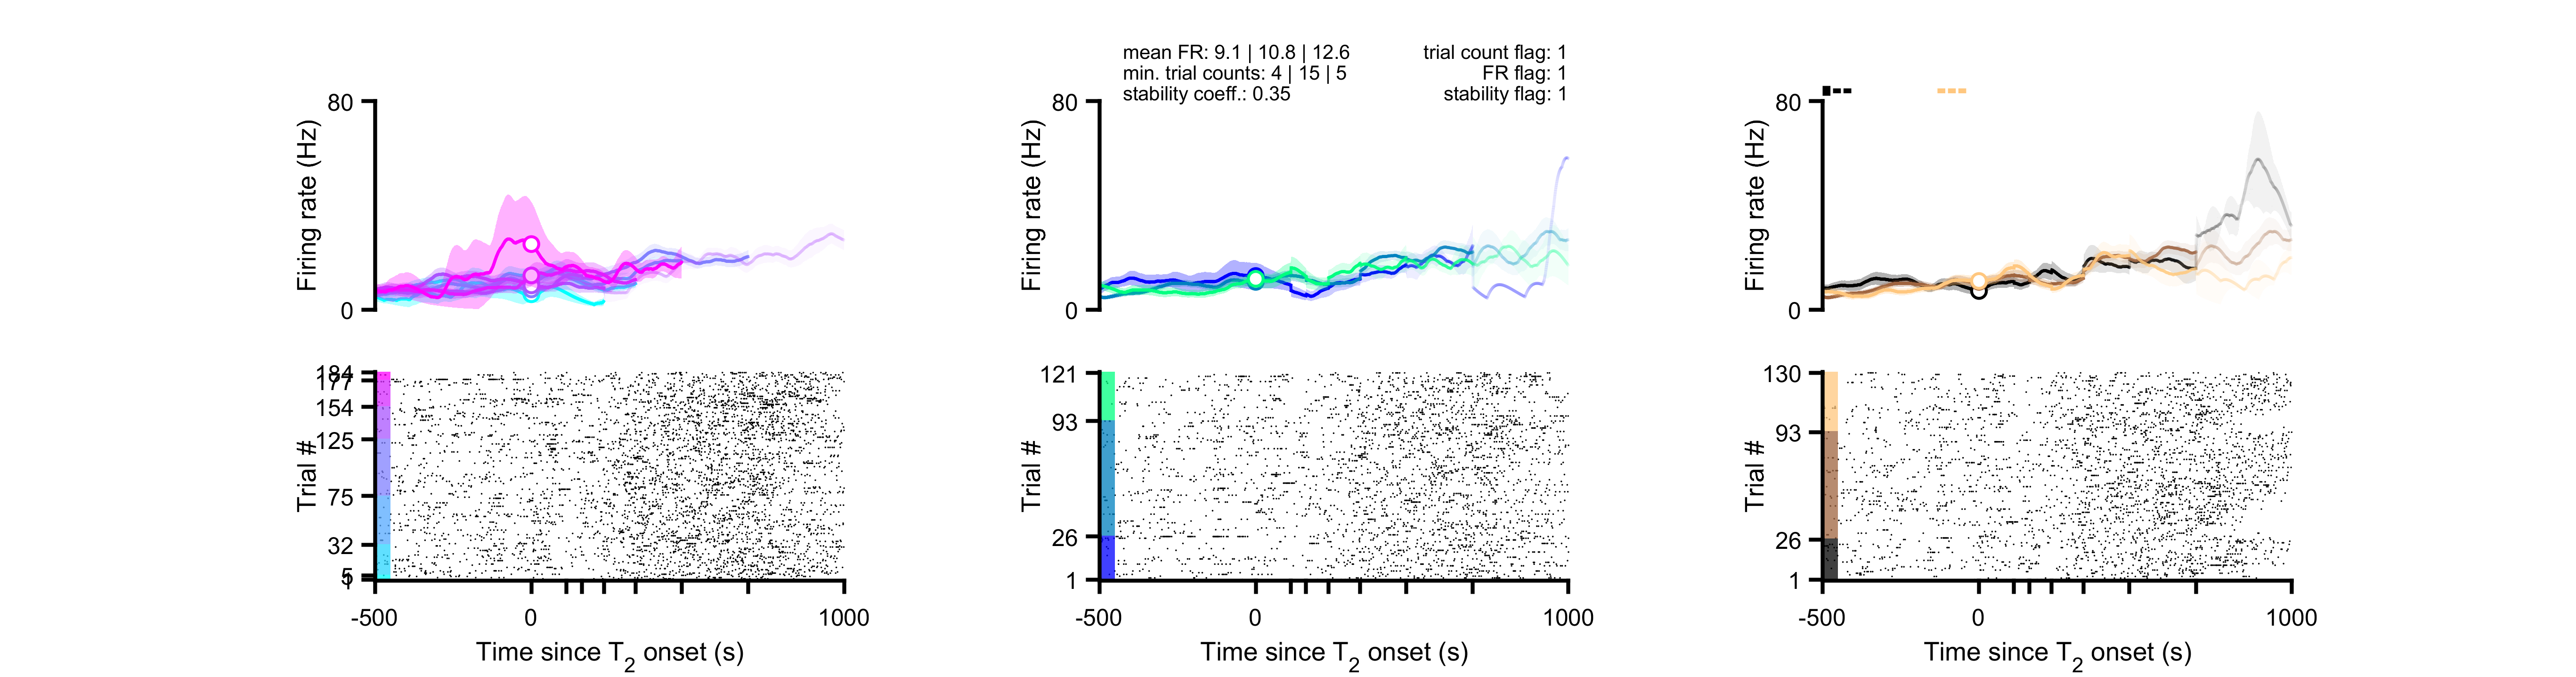 mean FR: 9.1 | 10.8 | 12.6
min. trial counts: 4 | 15 | 5
stability coeff.: 0.35
trial count flag: 1
FR flag: 1
stability flag: 1
80
Firing rate (Hz)
0
80
Firing rate (Hz)
0
80
Firing rate (Hz)
0
184
177
154
125
75
32
5
Trial #
-500
0
1000
Time since T2 onset (s)
121
93
26
1
Trial #
-500
0
1000
Time since T2 onset (s)
130
93
26
1
Trial #
-500
0
1000
Time since T2 onset (s)